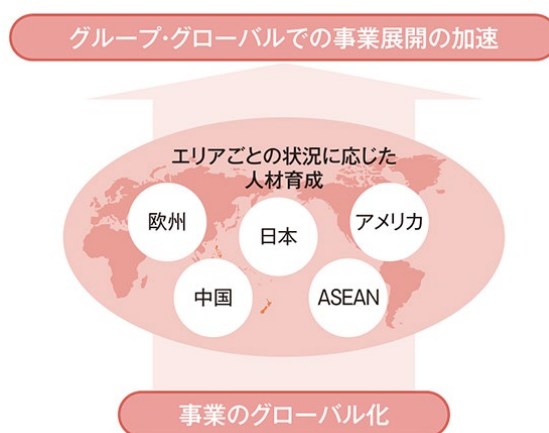 グループ・グローバルでの事業展開の加速
エリアごとの状況に応じた
人材育成
欧州
日本
アメリカ
中国
ASEAN
事業のグローバル化